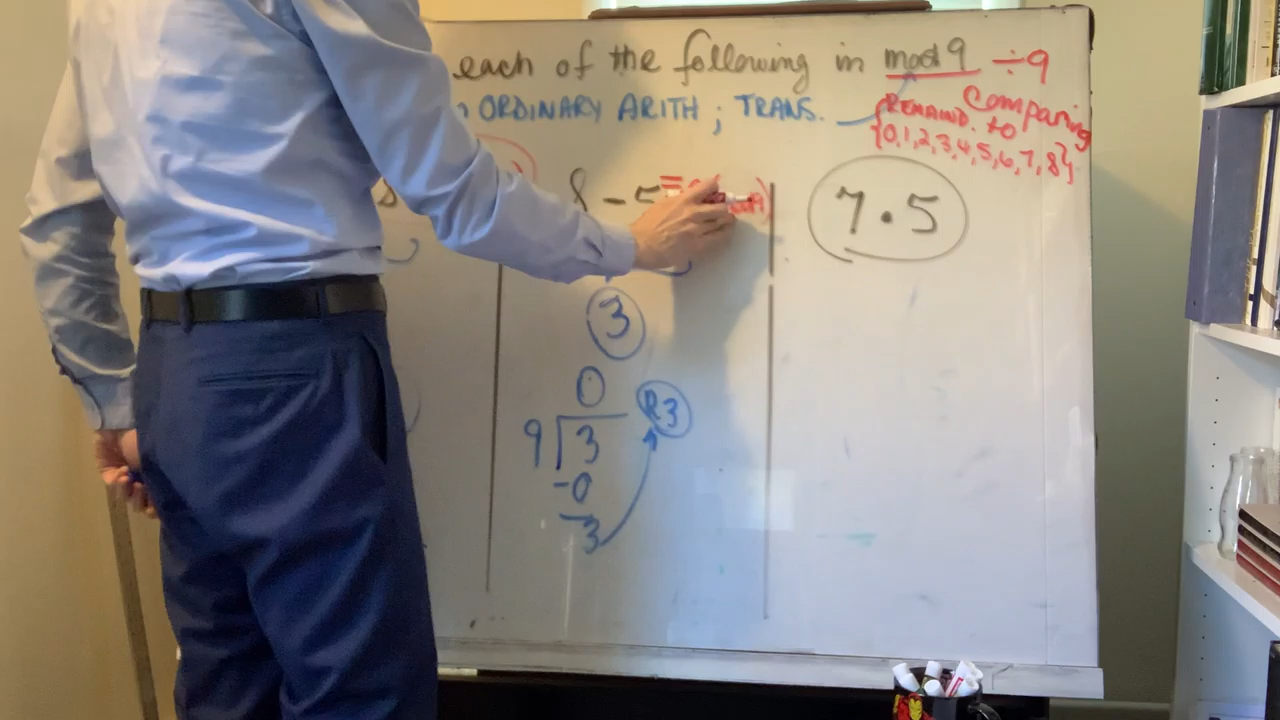 each of the following in mod 9 ÷9
ORDINARY ARITH ; TRANS.
REMAIND. Comparing to
{0,1,2,3,4,5,6,7,8}
8 – 5 ≡
7 · 5
3
0 R3
9 3
-0
3